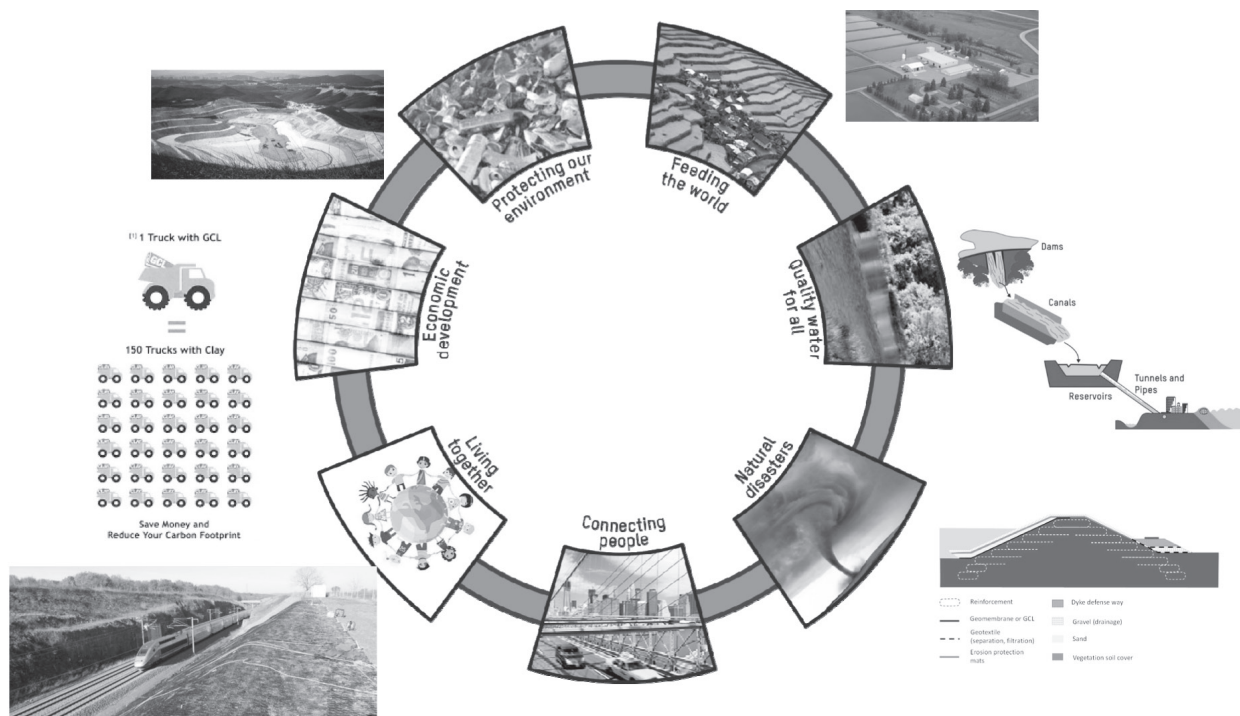 Protecting our
environment
Feeding
the world
Quality water
for all
Natural
disasters
Connecting
people
Living
together
Economic
development
[1] 1 Truck with GCL
GCL
150 Trucks with Clay
Save Money and
Reduce Your Carbon Footprint
Dams
Canals
Reservoirs
Tunnels and
Pipes
Reinforcement
Geomembrane or GCL
Geotextile
(separation, filtration)
Erosion protection
mats
Dyke defense way
Gravel (drainage)
Sand
Vegetation soil cover